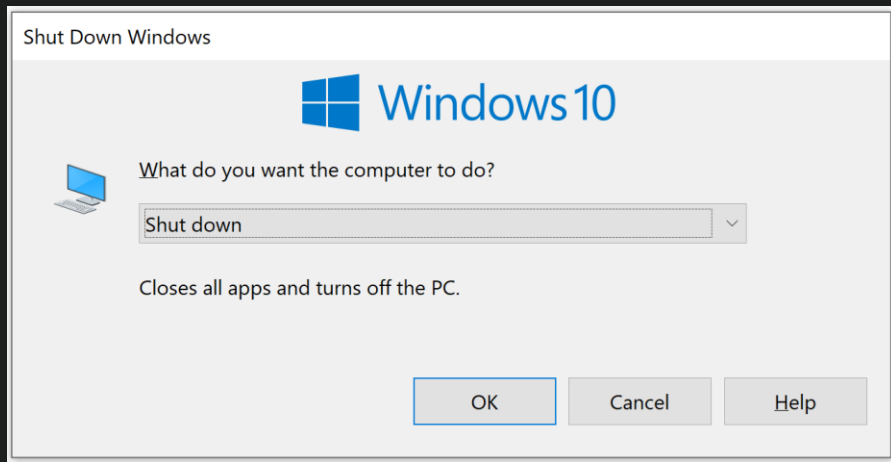 Shut Down Windows
Windows 10
What do you want the computer to do?
Shut down
Closes all apps and turns off the PC.
OK Cancel Help